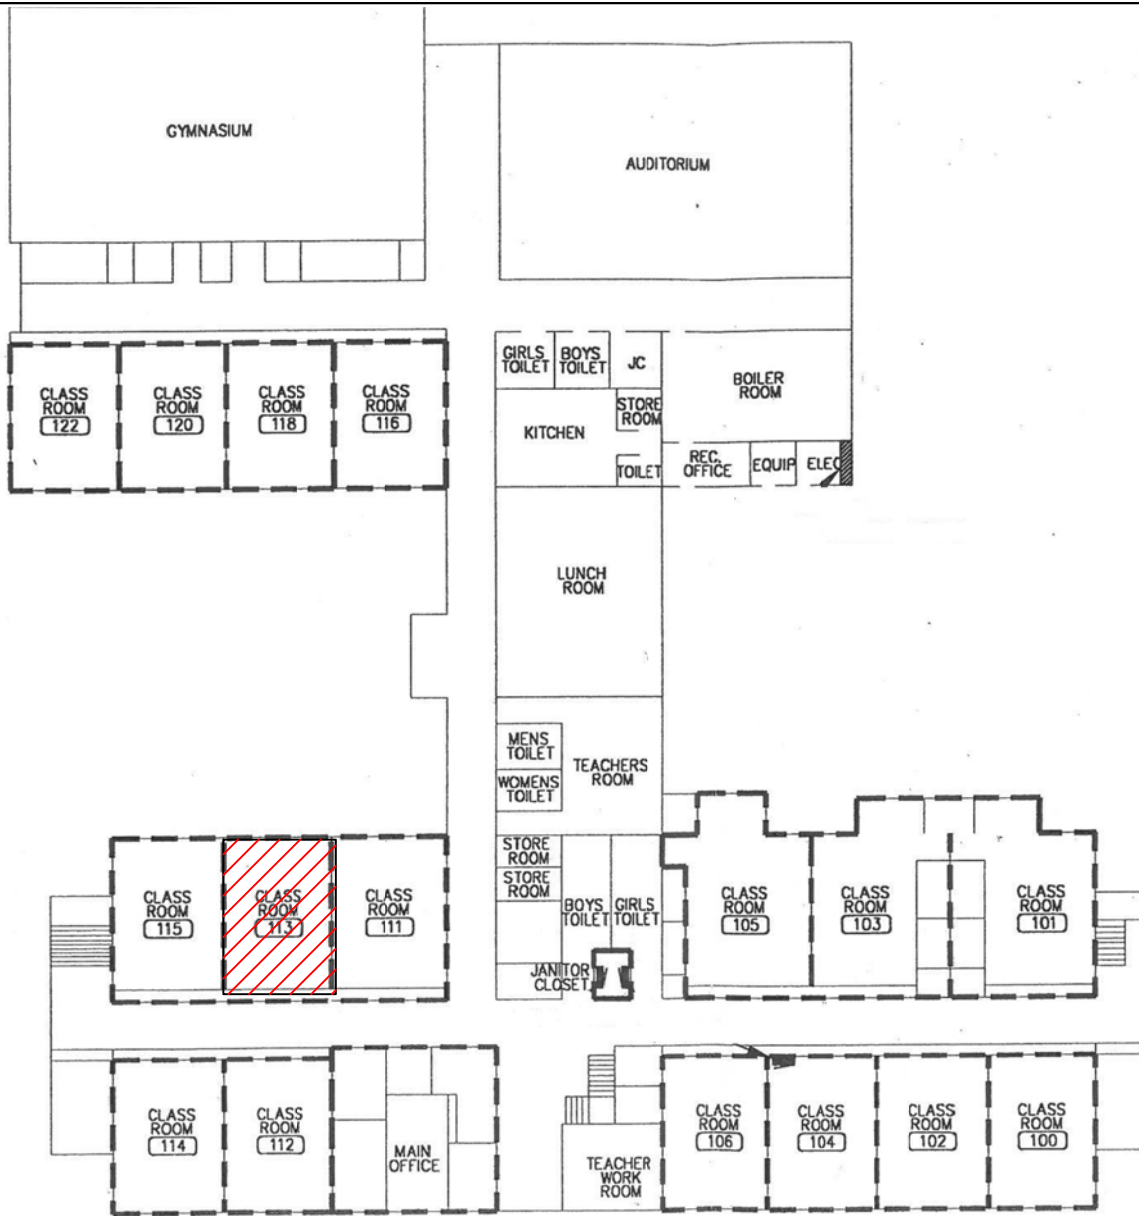 GYMNASIUM
AUDITORIUM
GIRLS
TOILET
BOYS
TOILET
JC
BOILER
ROOM
CLASS
ROOM
122
CLASS
ROOM
120
CLASS
ROOM
118
CLASS
ROOM
116
STORE
ROOM
KITCHEN
TOILET
REC.
OFFICE
EQUIP
ELEC
LUNCH
ROOM
MENS
TOILET
WOMENS
TOILET
TEACHERS
ROOM
STORE
ROOM
STORE
ROOM
BOYS
TOILET
GIRLS
TOILET
JANITOR
CLOSET
CLASS
ROOM
115
CLASS
ROOM
113
CLASS
ROOM
111
CLASS
ROOM
105
CLASS
ROOM
103
CLASS
ROOM
101
CLASS
ROOM
114
CLASS
ROOM
112
MAIN
OFFICE
TEACHER
WORK
ROOM
CLASS
ROOM
106
CLASS
ROOM
104
CLASS
ROOM
102
CLASS
ROOM
100